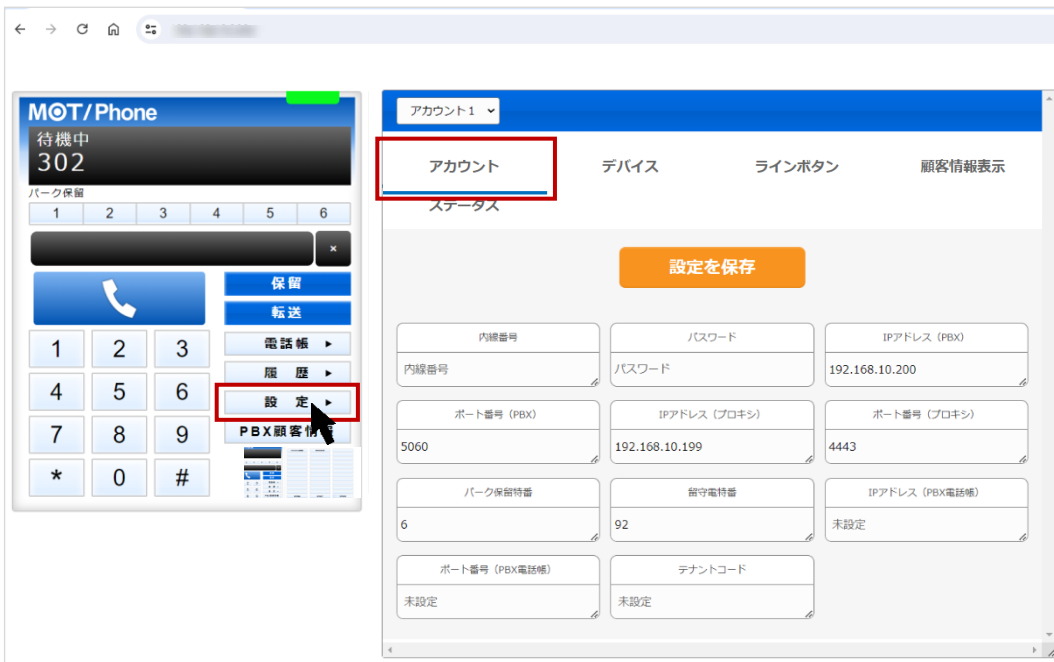 MOT/Phone
待機中
302
パーク保留
1 2 3 4 5 6
×
保留
転送
電話帳
履 歴
設 定
PBX顧客情
1 2 3
4 5 6
7 8 9
* 0 #
アカウント1
アカウント デバイス ラインボタン 顧客情報表示
ステータス
設定を保存
内線番号 パスワード IPアドレス（PBX）
内線番号 パスワード 192.168.10.200
ポート番号（PBX） IPアドレス（プロキシ） ポート番号（プロキシ）
5060 192.168.10.199 4443
パーク保留特番 留守電特番 IPアドレス（PBX電話帳）
6 92 未設定
ポート番号（PBX電話帳） テナントコード
未設定 未設定